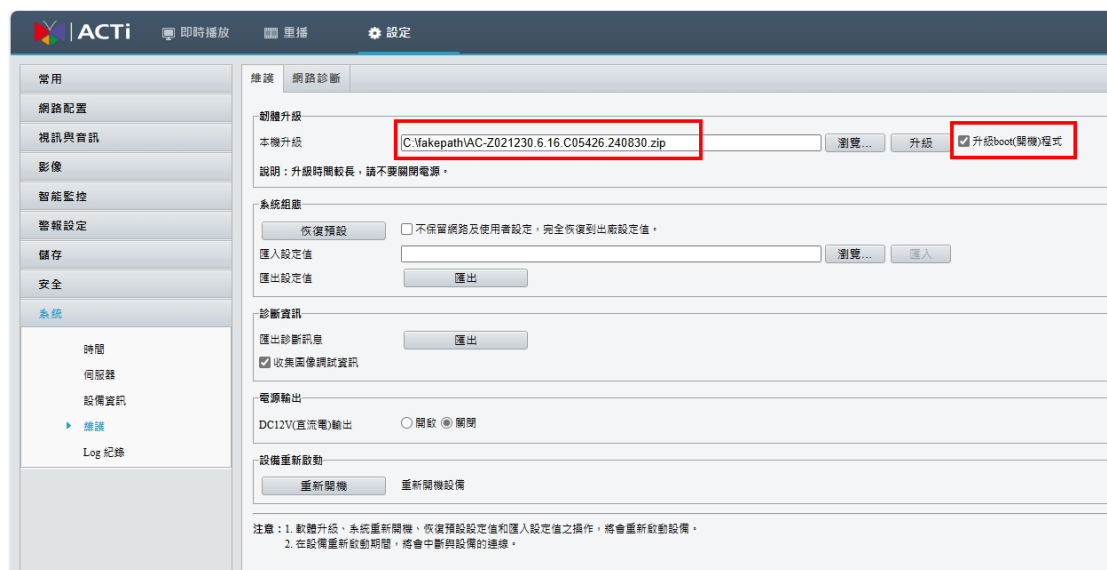 ACTi 即時播放 重播 設定
常用
網路配置
視訊與音訊
影像
智能監控
警報設定
儲存
安全
系統
時間
伺服器
設備資訊
維護
Log 紀錄
維護 網路診斷
韌體升級
本機升級 C:\fakepath\AC-Z021230.6.16.C05426.240830.zip 瀏覽... 升級 升級boot(開機)程式
說明：升級時間較長，請不要關閉電源。
系統組態
恢復預設 不保留網路及使用者設定，完全恢復到出廠設定值。
匯入設定值 瀏覽... 匯入
匯出設定值 匯出
診斷資訊
匯出診斷訊息 匯出
收集圖像調試資訊
電源輸出
DC12V(直流電)輸出 開啟 關閉
設備重新啟動
重新開機 重新開機設備
注意：1. 軟體升級、系統重新開機、恢復預設設定值和匯入設定值之操作，將會重新啟動設備。
2. 在設備重新啟動期間，將會中斷與設備的連線。